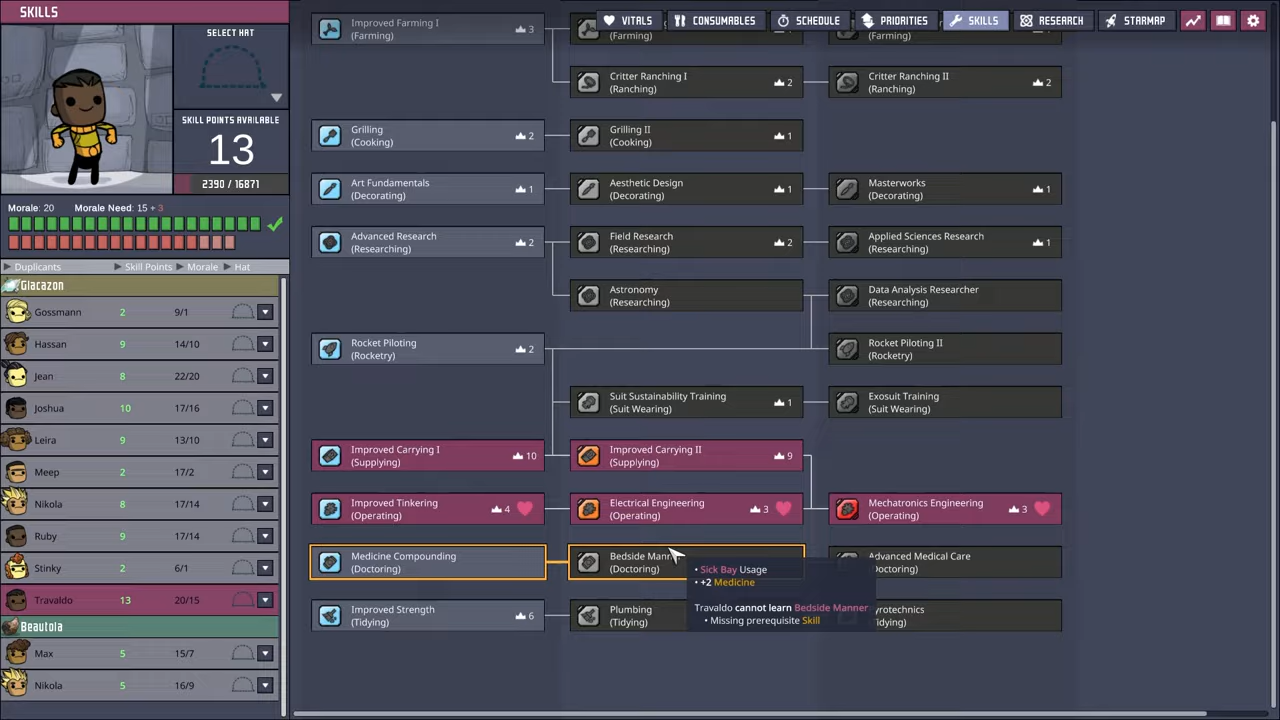 SKILLS
VITALS
CONSUMABLES
SCHEDULE
PRIORITIES
SKILLS
RESEARCH
STARMAP
SELECT HAT
SKILL POINTS AVAILABLE
13
2390 / 16871
Morale: 20 Morale Need: 15 + 3
Duplicants Skill Points Morale Hat
Glacazon
Gossmann 2 9/1
Hassan 9 14/10
Jean 8 22/20
Joshua 10 17/16
Leira 9 13/10
Meep 2 17/2
Nikola 8 17/14
Ruby 9 17/14
Stinky 2 6/1
Travaldo 13 20/15
Beautola
Max 5 15/7
Nikola 5 16/9
Improved Farming I
(Farming)
3
(Farming)
(Farming)
Critter Ranching I
(Ranching)
2
Critter Ranching II
(Ranching)
2
Grilling
(Cooking)
2
Grilling II
(Cooking)
1
Art Fundamentals
(Decorating)
1
Aesthetic Design
(Decorating)
1
Masterworks
(Decorating)
1
Advanced Research
(Researching)
2
Field Research
(Researching)
2
Applied Sciences Research
(Researching)
1
Astronomy
(Researching)
Data Analysis Researcher
(Researching)
Rocket Piloting
(Rocketry)
2
Rocket Piloting II
(Rocketry)
Suit Sustainability Training
(Suit Wearing)
1
Exosuit Training
(Suit Wearing)
Improved Carrying I
(Supplying)
10
Improved Carrying II
(Supplying)
9
Improved Tinkering
(Operating)
4
Electrical Engineering
(Operating)
3
Mechatronics Engineering
(Operating)
3
Medicine Compounding
(Doctoring)
Bedside Mann
(Doctoring)
Advanced Medical Care
Doctoring)
• Sick Bay Usage
• +2 Medicine
Travaldo cannot learn Bedside Manner
• Missing prerequisite Skill
Improved Strength
(Tidying)
6
Plumbing
(Tidying)
yrotechnics
idying)